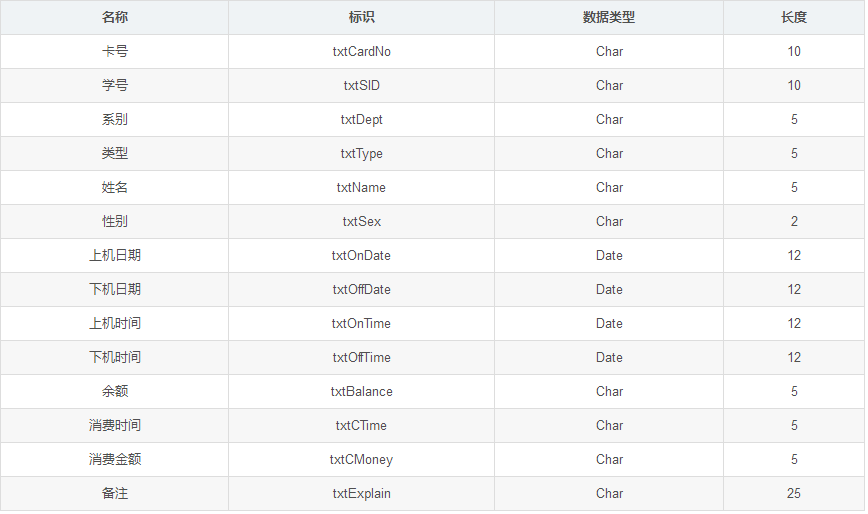 名称 标识 数据类型 长度
卡号 txtCardNo Char 10
学号 txtSID Char 10
系别 txtDept Char 5
类型 txtType Char 5
姓名 txtName Char 5
性别 txtSex Char 2
上机日期 txtOnDate Date 12
下机日期 txtOffDate Date 12
上机时间 txtOnTime Date 12
下机时间 txtOffTime Date 12
余额 txtBalance Char 5
消费时间 txtCTime Char 5
消费金额 txtCMoney Char 5
备注 txtExplain Char 25